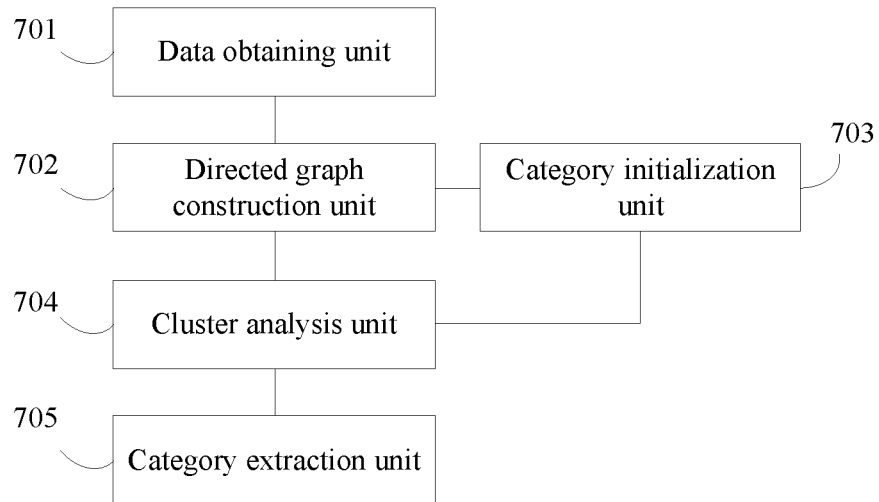 701
Data obtaining unit
702
Directed graph
construction unit
703
Category initialization
unit
704
Cluster analysis unit
705
Category extraction unit